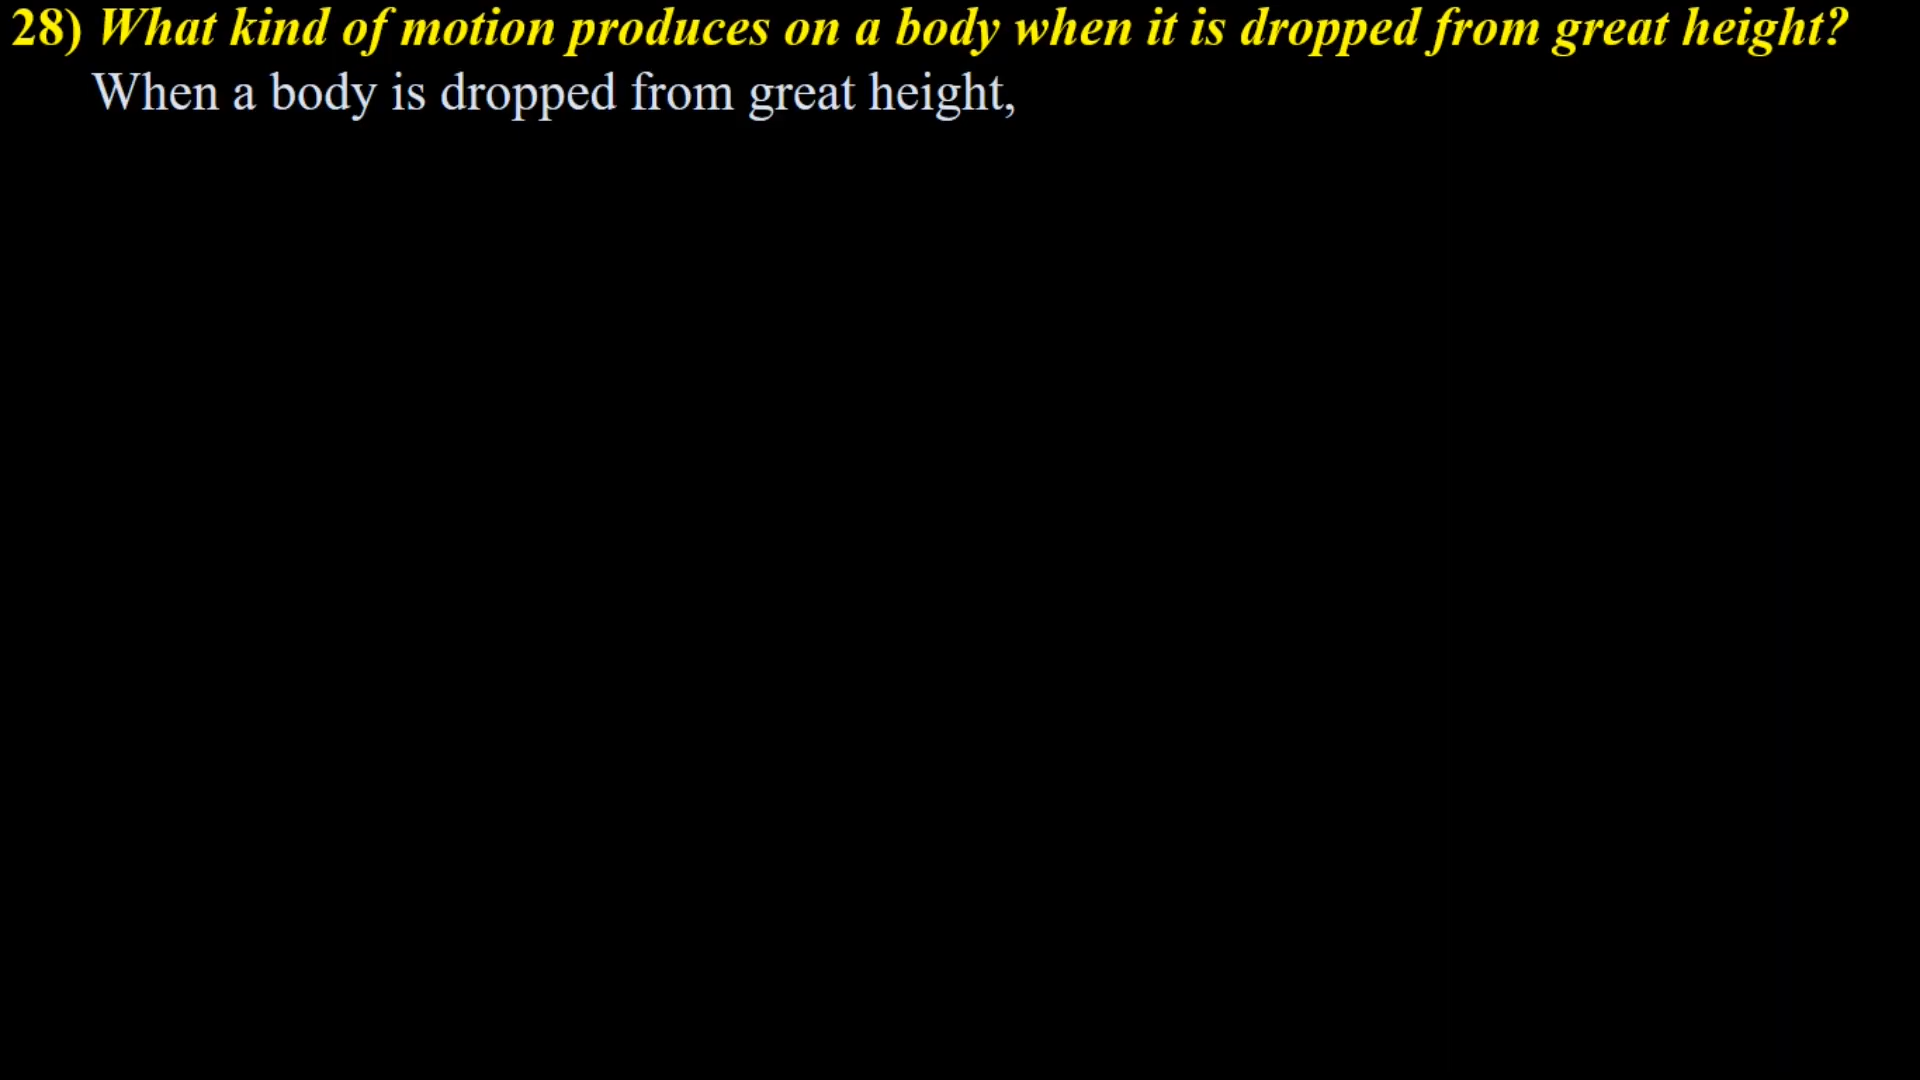 28) What kind of motion produces on a body when it is dropped from great height?
When a body is dropped from great height,